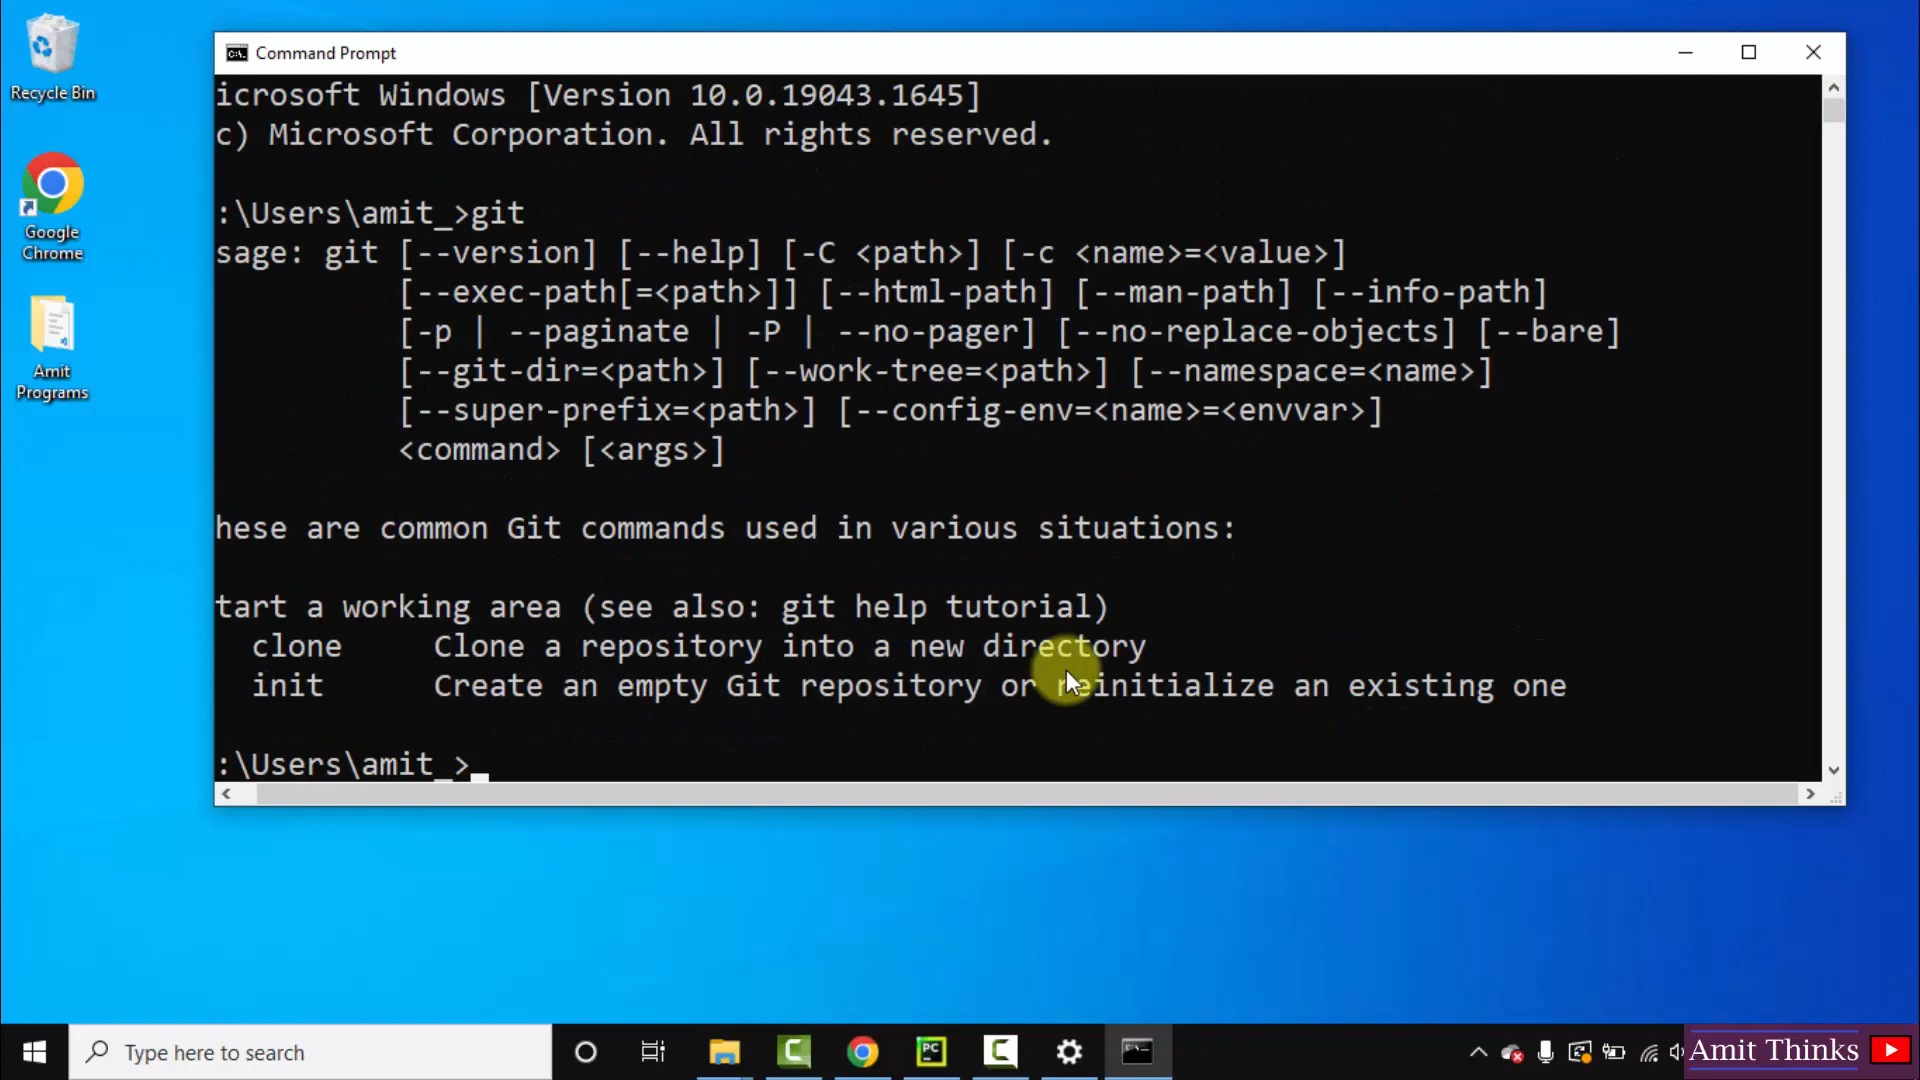 Recycle Bin
Google
Chrome
Amit
Programs
Command Prompt
icrosoft Windows [Version 10.0.19043.1645]
c) Microsoft Corporation. All rights reserved.
:\Users\amit_>git
sage: git [--version] [--help] [-C <path>] [-c <name>=<value>]
[--exec-path[=<path>]] [--html-path] [--man-path] [--info-path]
[-p | --paginate | -P | --no-pager] [--no-replace-objects] [--bare]
[--git-dir=<path>] [--work-tree=<path>] [--namespace=<name>]
[--super-prefix=<path>] [--config-env=<name>=<envvar>]
<command> [<args>]
hese are common Git commands used in various situations:
tart a working area (see also: git help tutorial)
clone Clone a repository into a new directory
init Create an empty Git repository or reinitialize an existing one
:\Users\amit_>_
Type here to search
PC
Amit Thinks